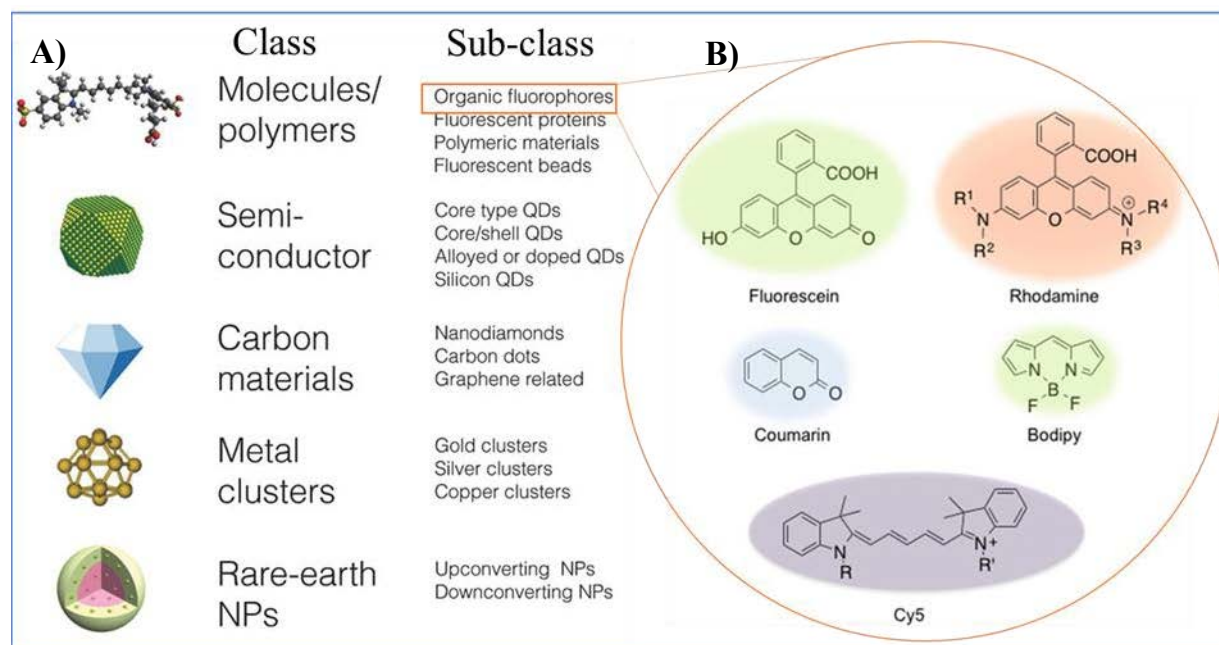 A)
Class
Sub-class
Molecules/
polymers
Organic fluorophores
Fluorescent proteins
Polymeric materials
Fluorescent beads
Semi-
conductor
Core type QDs
Core/shell QDs
Alloyed or doped QDs
Silicon QDs
Carbon
materials
Nanodiamonds
Carbon dots
Graphene related
Metal
clusters
Gold clusters
Silver clusters
Copper clusters
Rare-earth
NPs
Upconverting NPs
Downconverting NPs
B)
COOH
HO
O
O
Fluorescein
COOH
R¹
N
R²
O
N
⊕
R⁴
R³
Rhodamine
O
O
Coumarin
N
N
B
F
F
Bodipy
N
R
N⁺
R'
Cy5